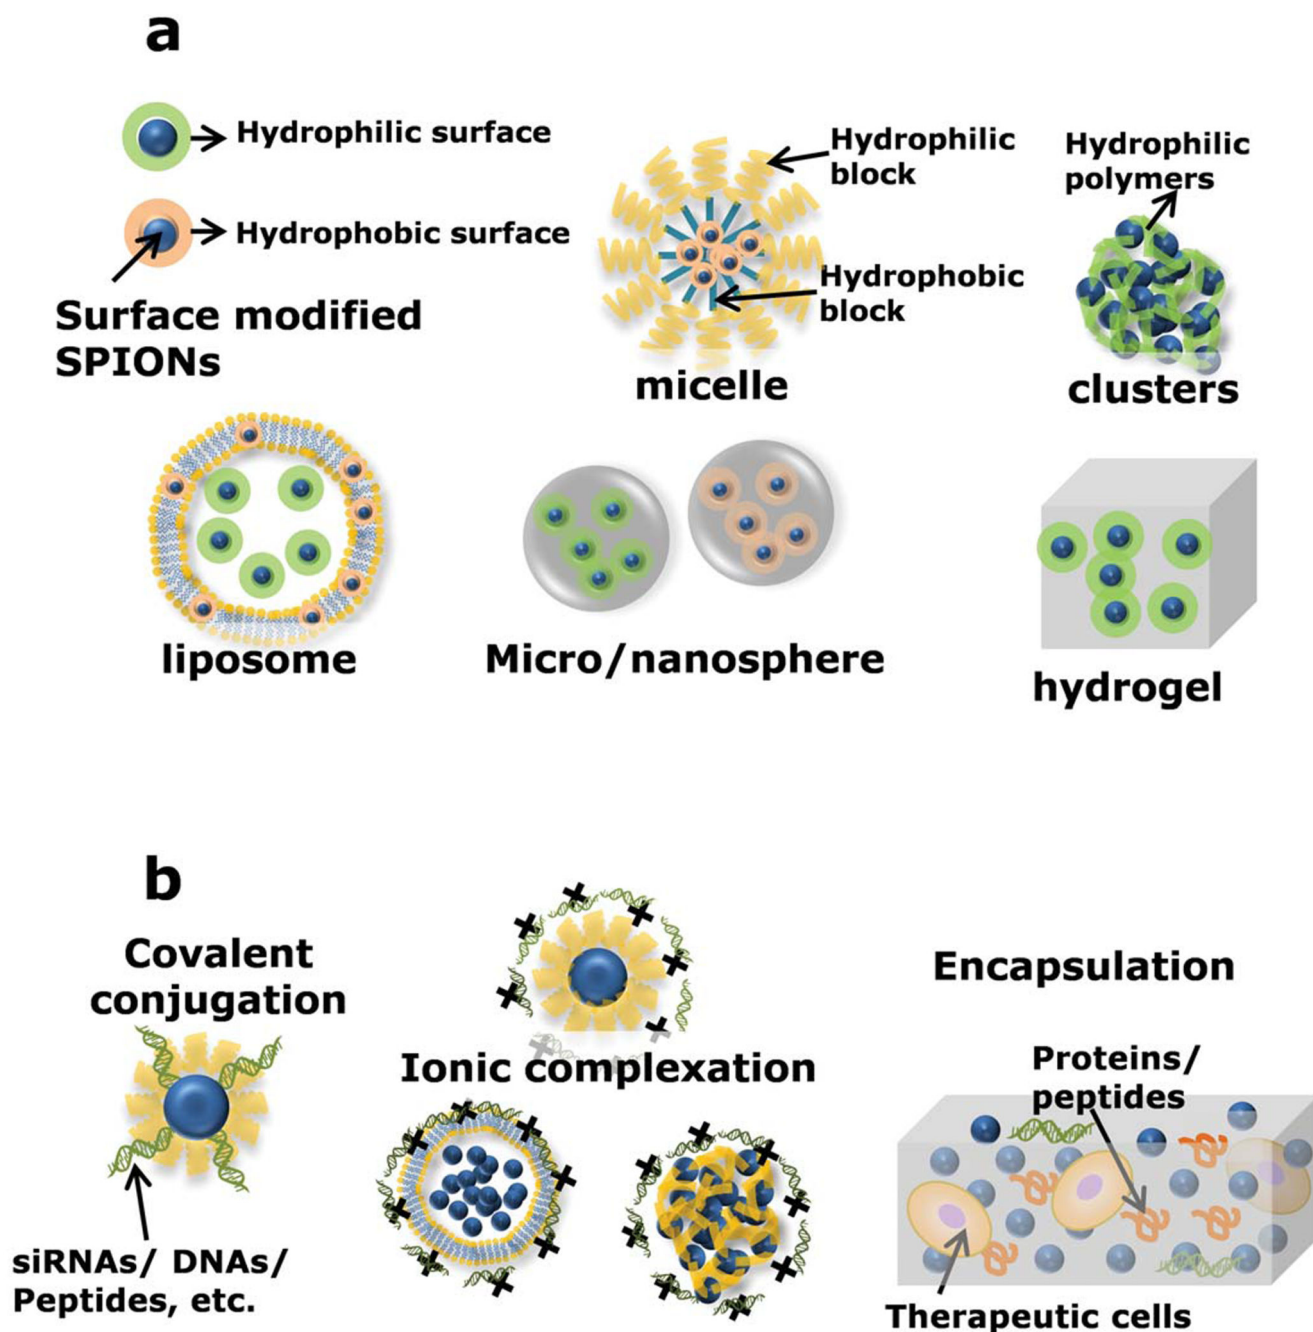 a
Hydrophilic surface
Hydrophobic surface
Surface modified
SPIONs
Hydrophilic
block
Hydrophobic
block
micelle
Hydrophilic
polymers
clusters
liposome
Micro/nanosphere
hydrogel
b
Covalent
conjugation
siRNAs/ DNAs/
Peptides, etc.
Ionic complexation
Encapsulation
Proteins/
peptides
Therapeutic cells